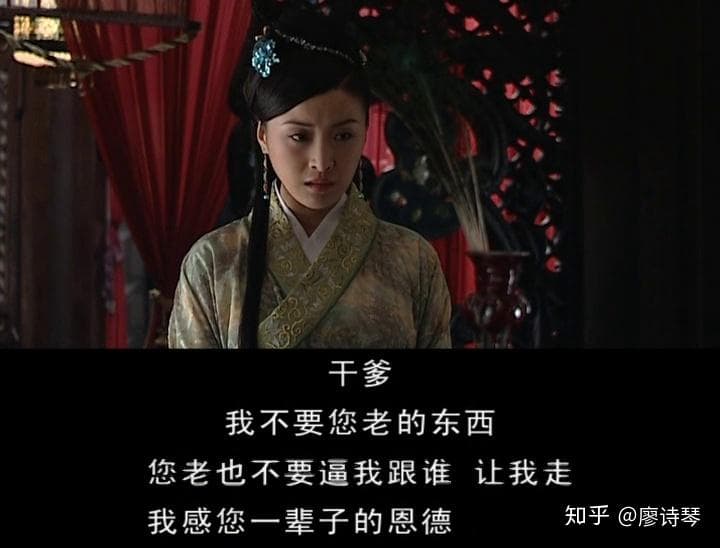 干爹
我不要您老的东西
您老也不要逼我跟谁 让我走
我感您一辈子的恩德
知乎 @廖诗琴